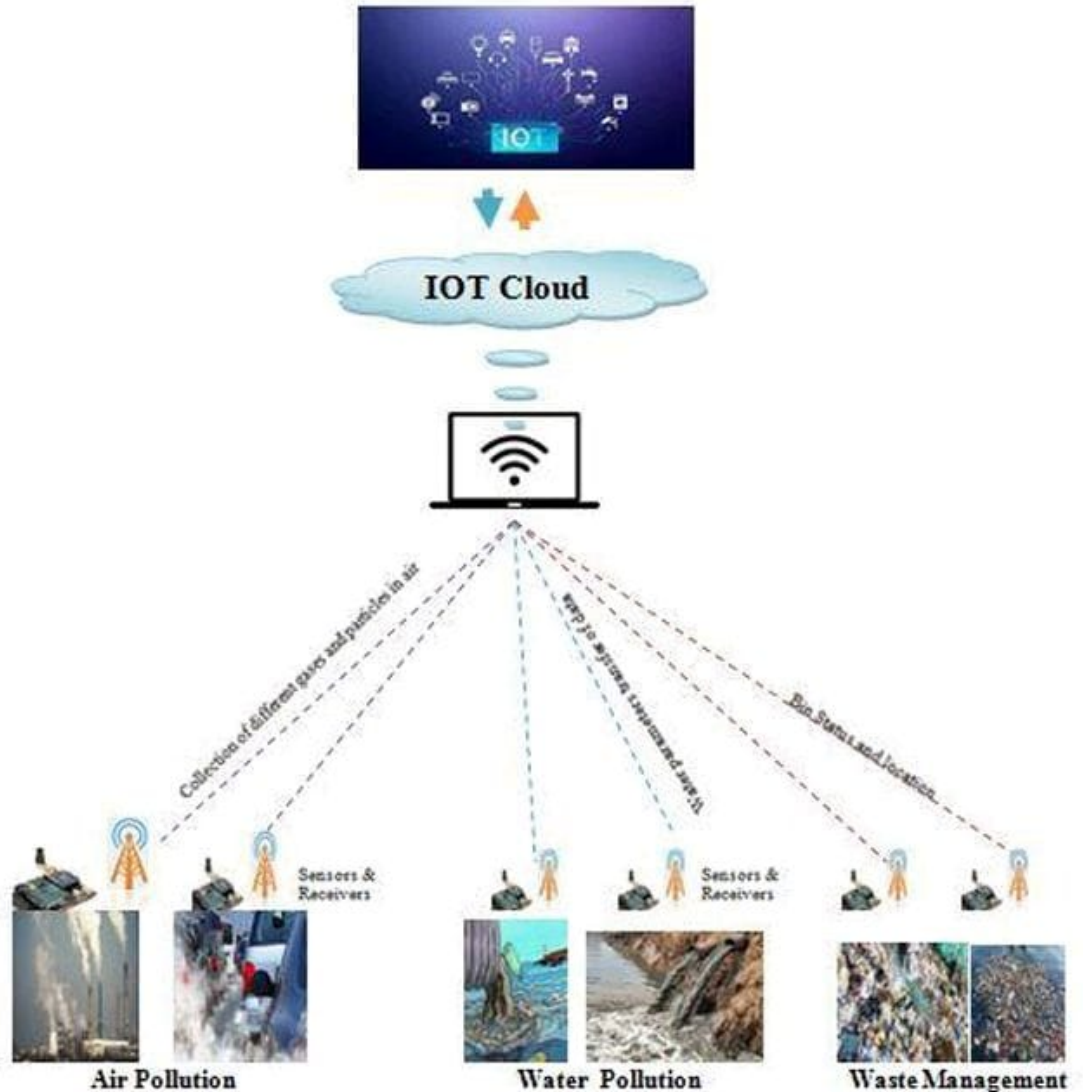 IOT
IOT Cloud
Collection of different gases and particles in air
Water parameters transfer of data
Bin Status and location
Sensors &
Receivers
Sensors &
Receivers
Air Pollution
Water Pollution
Waste Management